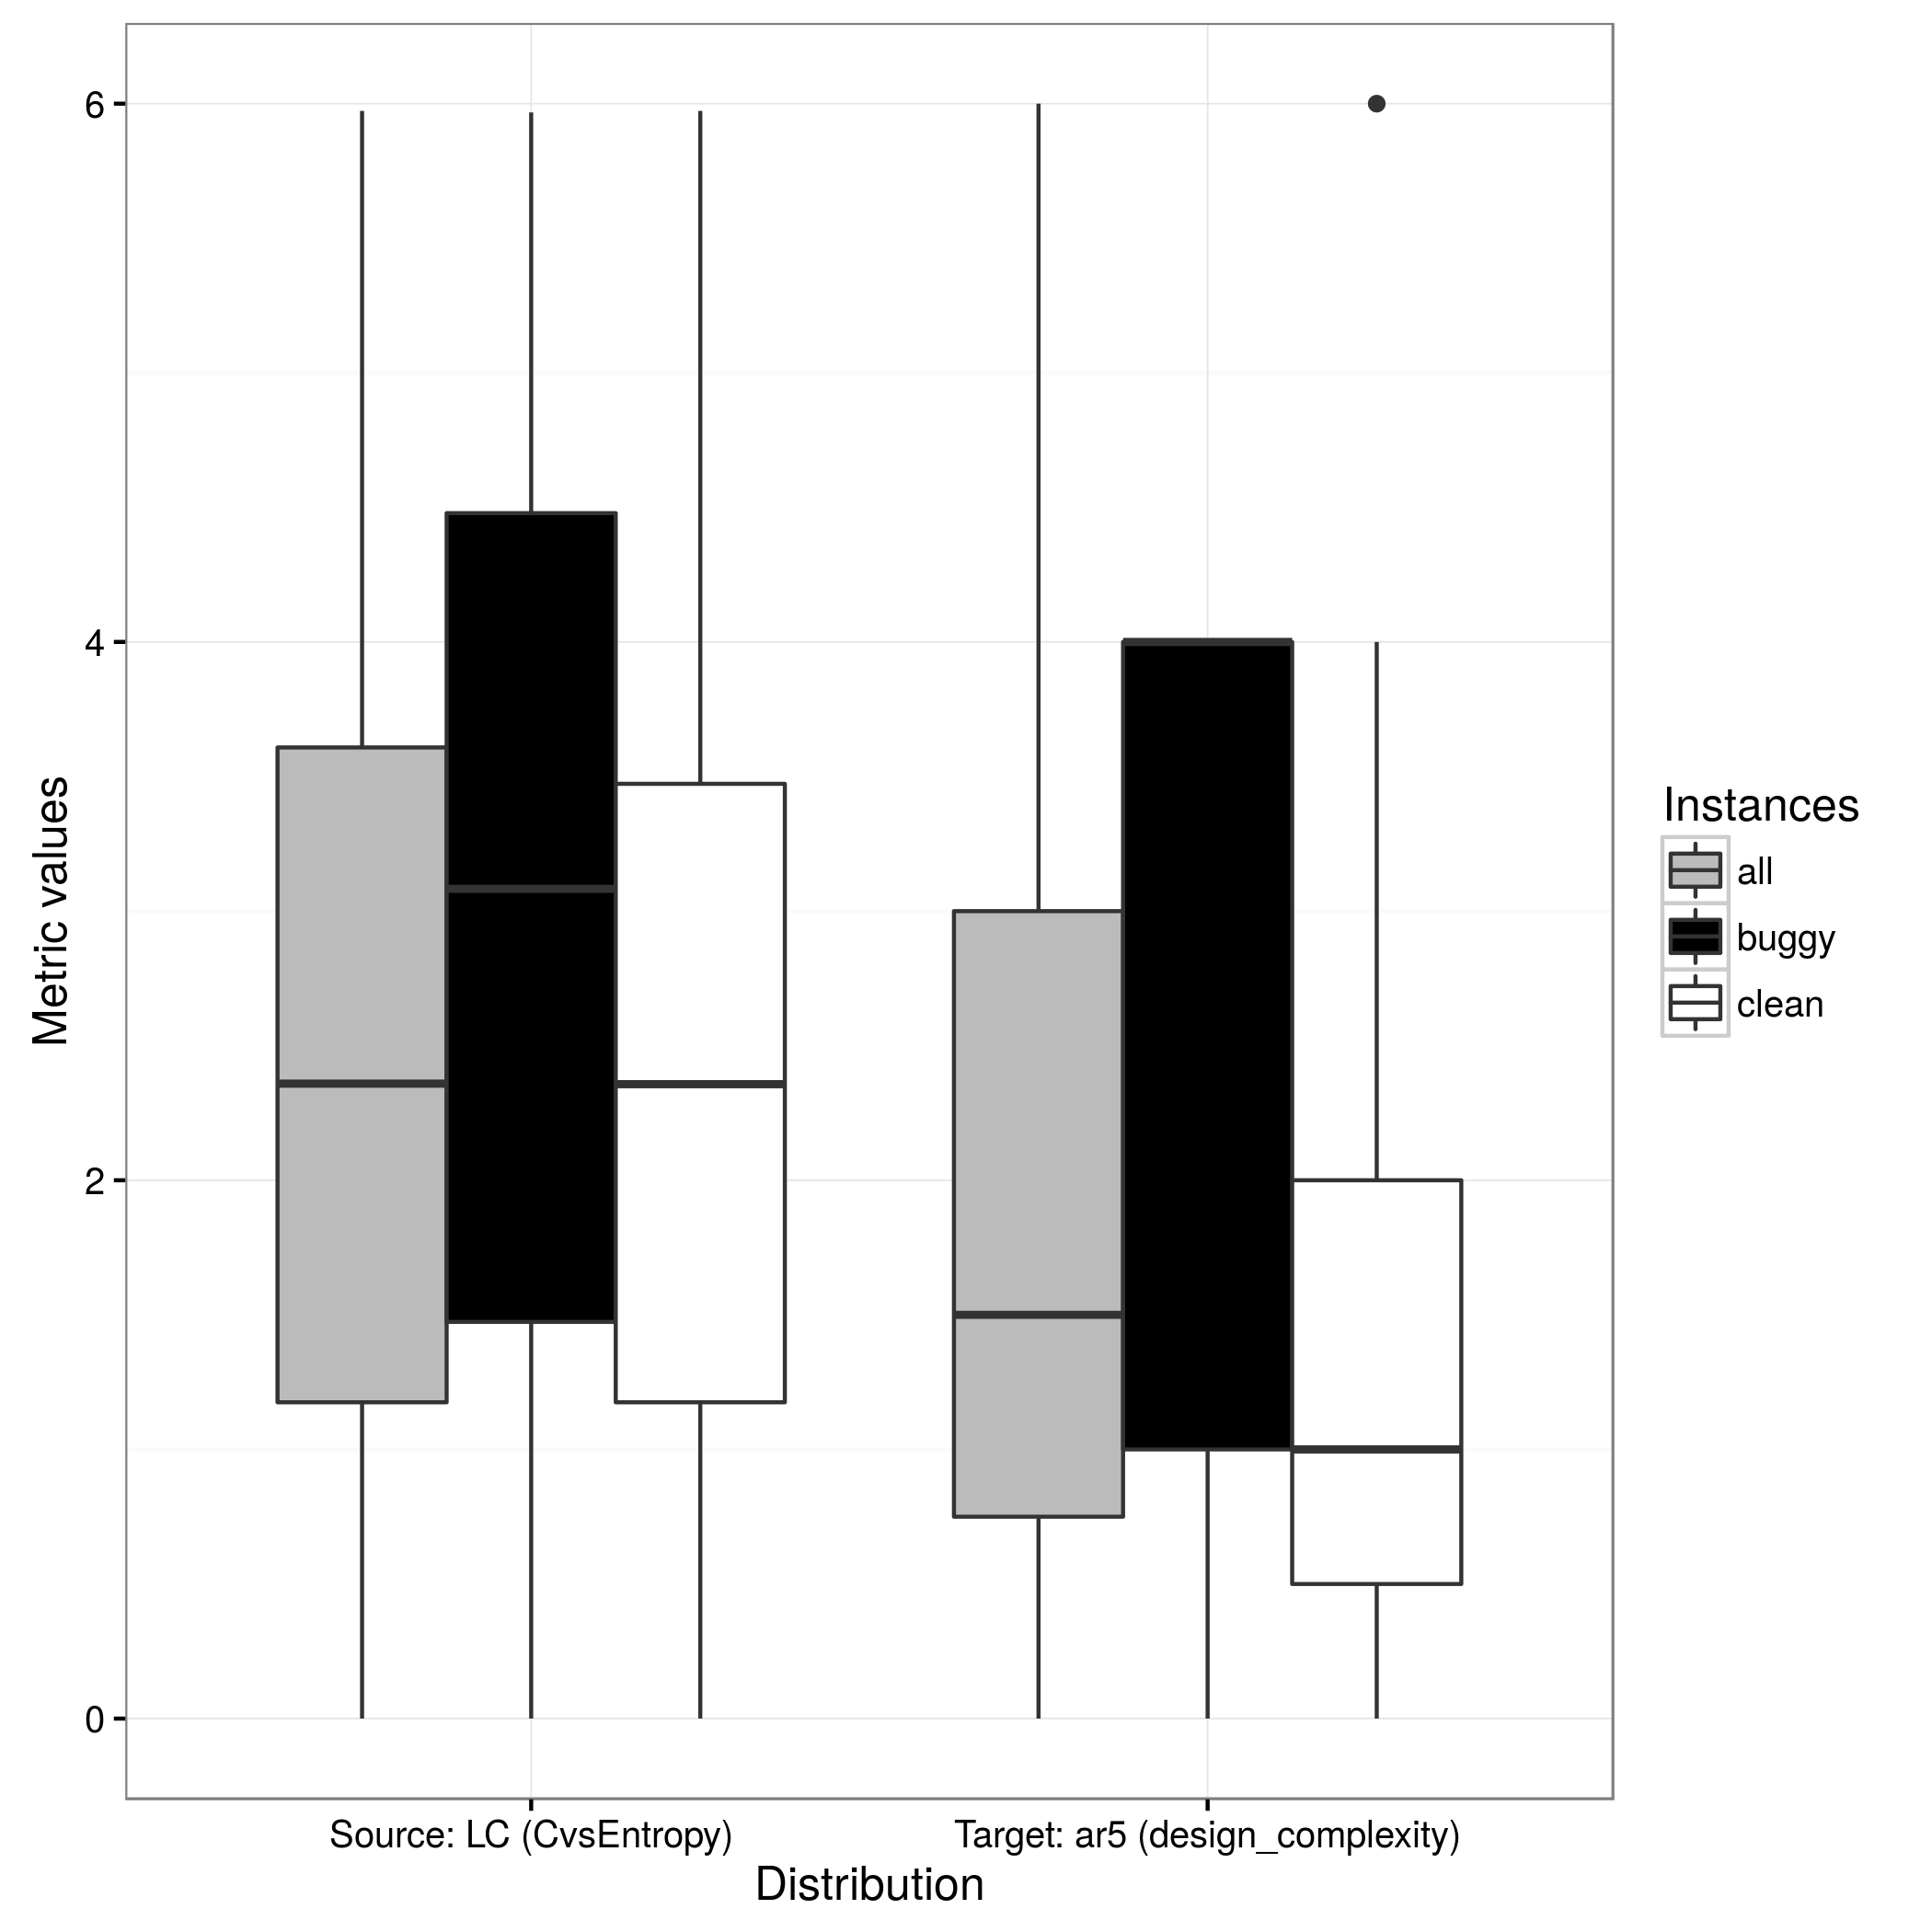 Metric values
6
4
2
0
Source: LC (CvsEntropy)
Target: ar5 (design_complexity)
Distribution
Instances
all
buggy
clean